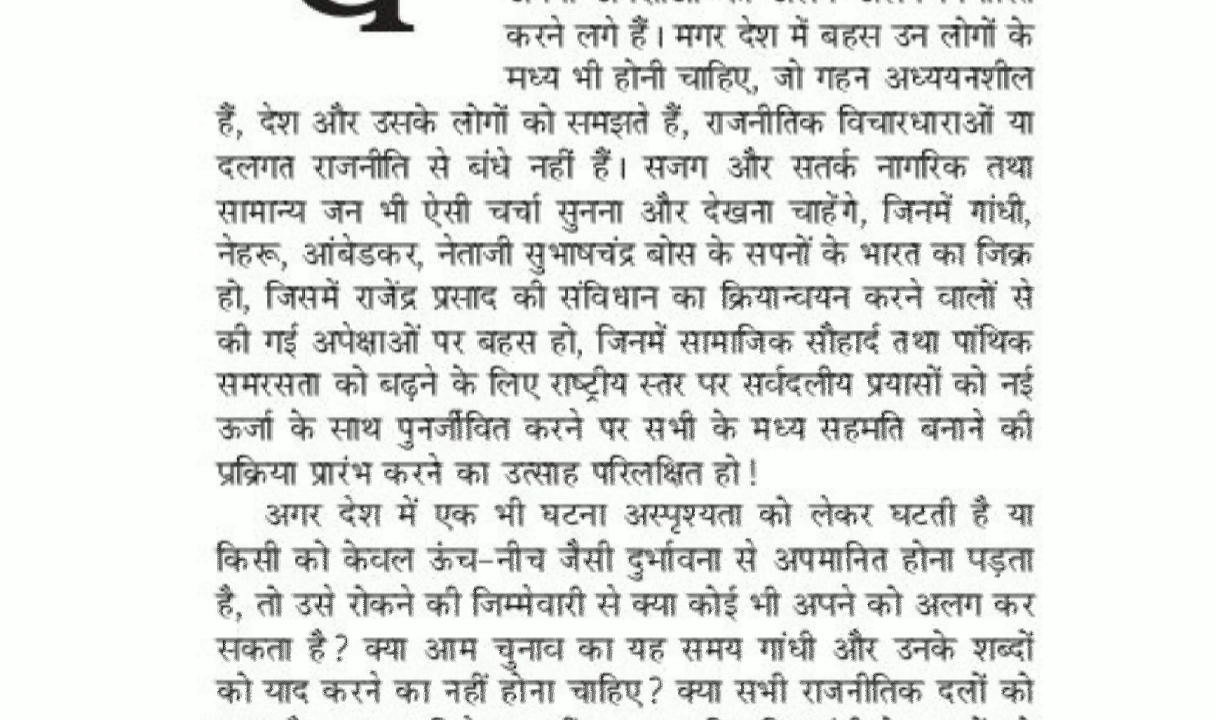 करने लगे हैं। मगर देश में बहस उन लोगों के
मध्य भी होनी चाहिए, जो गहन अध्ययनशील
हैं, देश और उसके लोगों को समझते हैं, राजनीतिक विचारधाराओं या
दलगत राजनीति से बंधे नहीं हैं। सजग और सतर्क नागरिक तथा
सामान्य जन भी ऐसी चर्चा सुनना और देखना चाहेंगे, जिनमें गांधी,
नेहरू, आंबेडकर, नेताजी सुभाषचंद्र बोस के सपनों के भारत का जिक्र
हो, जिसमें राजेंद्र प्रसाद की संविधान का क्रियान्वयन करने वालों से
की गई अपेक्षाओं पर बहस हो, जिनमें सामाजिक सौहार्द तथा पांथिक
समरसता को बढ़ने के लिए राष्ट्रीय स्तर पर सर्वदलीय प्रयासों को नई
ऊर्जा के साथ पुनर्जीवित करने पर सभी के मध्य सहमति बनाने की
प्रक्रिया प्रारंभ करने का उत्साह परिलक्षित हो!
अगर देश में एक भी घटना अस्पृश्यता को लेकर घटती है या
किसी को केवल ऊंच-नीच जैसी दुर्भावना से अपमानित होना पड़ता
है, तो उसे रोकने की जिम्मेवारी से क्या कोई भी अपने को अलग कर
सकता है? क्या आम चुनाव का यह समय गांधी और उनके शब्दों
को याद करने का नहीं होना चाहिए? क्या सभी राजनीतिक दलों को